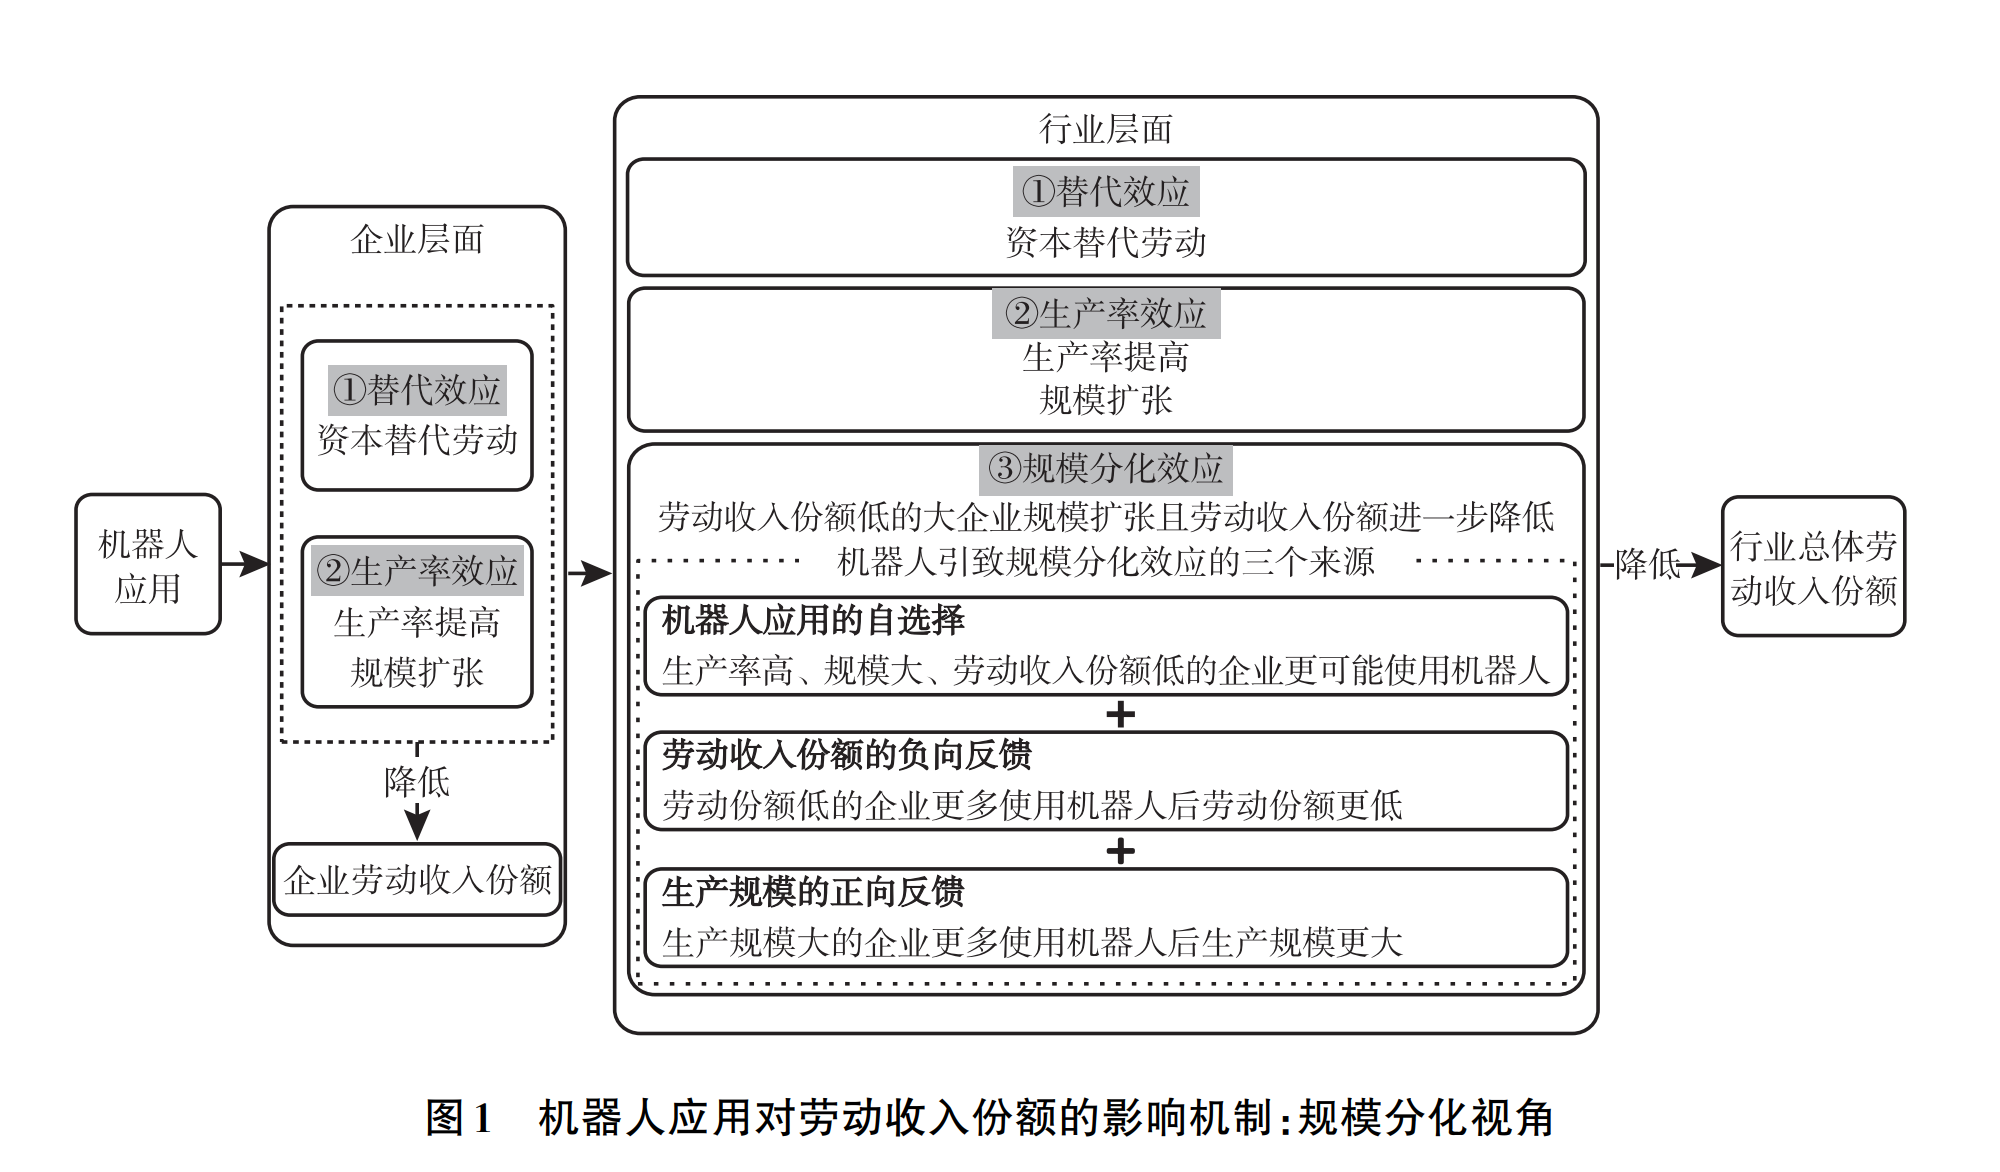 机器人
应用
企业层面
①替代效应
资本替代劳动
②生产率效应
生产率提高
规模扩张
降低
企业劳动收入份额
行业层面
①替代效应
资本替代劳动
②生产率效应
生产率提高
规模扩张
③规模分化效应
劳动收入份额低的大企业规模扩张且劳动收入份额进一步降低
机器人引致规模分化效应的三个来源
机器人应用的自选择
生产率高、规模大、劳动收入份额低的企业更可能使用机器人
+
劳动收入份额的负向反馈
劳动份额低的企业更多使用机器人后劳动份额更低
+
生产规模的正向反馈
生产规模大的企业更多使用机器人后生产规模更大
降低
行业总体劳
动收入份额
图1 机器人应用对劳动收入份额的影响机制:规模分化视角